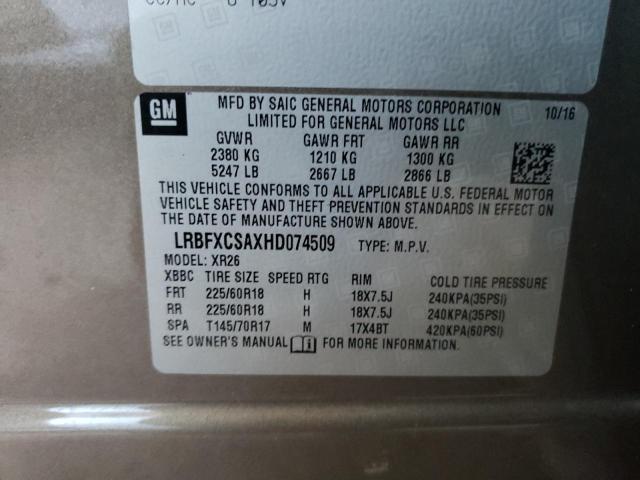 GM
MFD BY SAIC GENERAL MOTORS CORPORATION 10/16
LIMITED FOR GENERAL MOTORS LLC
GVWR GAWR FRT GAWR RR
2380 KG 1210 KG 1300 KG
5247 LB 2667 LB 2866 LB
THIS VEHICLE CONFORMS TO ALL APPLICABLE U.S. FEDERAL MOTOR
VEHICLE SAFETY AND THEFT PREVENTION STANDARDS IN EFFECT ON
THE DATE OF MANUFACTURE SHOWN ABOVE.
LRBFXCSAXHD074509 TYPE: M.P.V.
MODEL: XR26
XBBC TIRE SIZE SPEED RTG RIM COLD TIRE PRESSURE
FRT 225/60R18 H 18X7.5J 240KPA(35PSI)
RR 225/60R18 H 18X7.5J 240KPA(35PSI)
SPA T145/70R17 M 17X4BT 420KPA(60PSI)
SEE OWNER'S MANUAL FOR MORE INFORMATION.